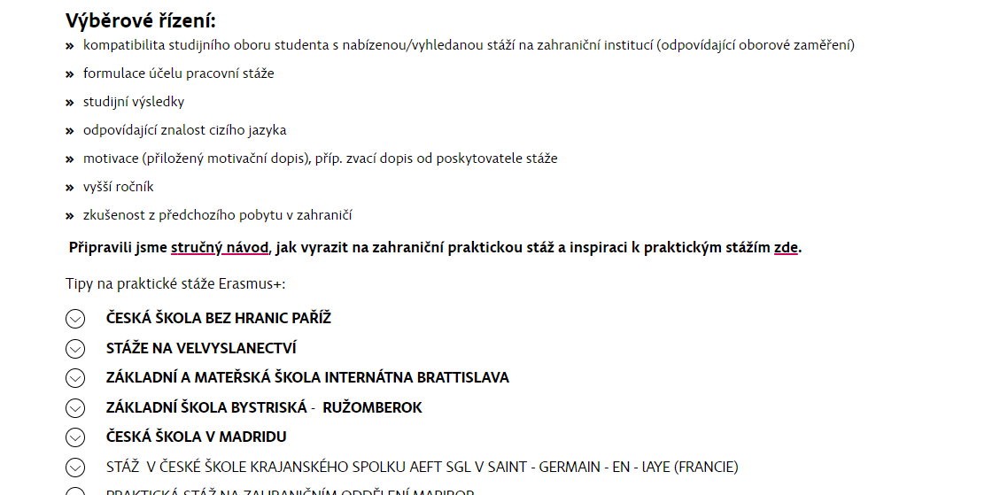 Výběrové řízení:
» kompatibilita studijního oboru studenta s nabízenou/vyhledanou stáží na zahraniční institucí (odpovídající oborové zaměření)
» formulace účelu pracovní stáže
» studijní výsledky
» odpovídající znalost cizího jazyka
» motivace (přiložený motivační dopis), příp. zvací dopis od poskytovatele stáže
» vyšší ročník
» zkušenost z předchozího pobytu v zahraničí
Připravili jsme stručný návod, jak vyrazit na zahraniční praktickou stáž a inspiraci k praktickým stážím zde.
Tipy na praktické stáže Erasmus+:
ČESKÁ ŠKOLA BEZ HRANIC PAŘÍŽ
STÁŽE NA VELVYSLANECTVÍ
ZÁKLADNÍ A MATEŘSKÁ ŠKOLA INTERNÁTNA BRATTISLAVA
ZÁKLADNÍ ŠKOLA BYSTRISKÁ - RUŽOMBEROK
ČESKÁ ŠKOLA V MADRIDU
STÁŽ V ČESKÉ ŠKOLE KRAJANSKÉHO SPOLKU AEFT SGL V SAINT - GERMAIN - EN - lAYE (FRANCIE)
PRAKTICKÁ STÁŽ NA ZAHRANIČNÍM ODDĚLENÍ MARIBOR